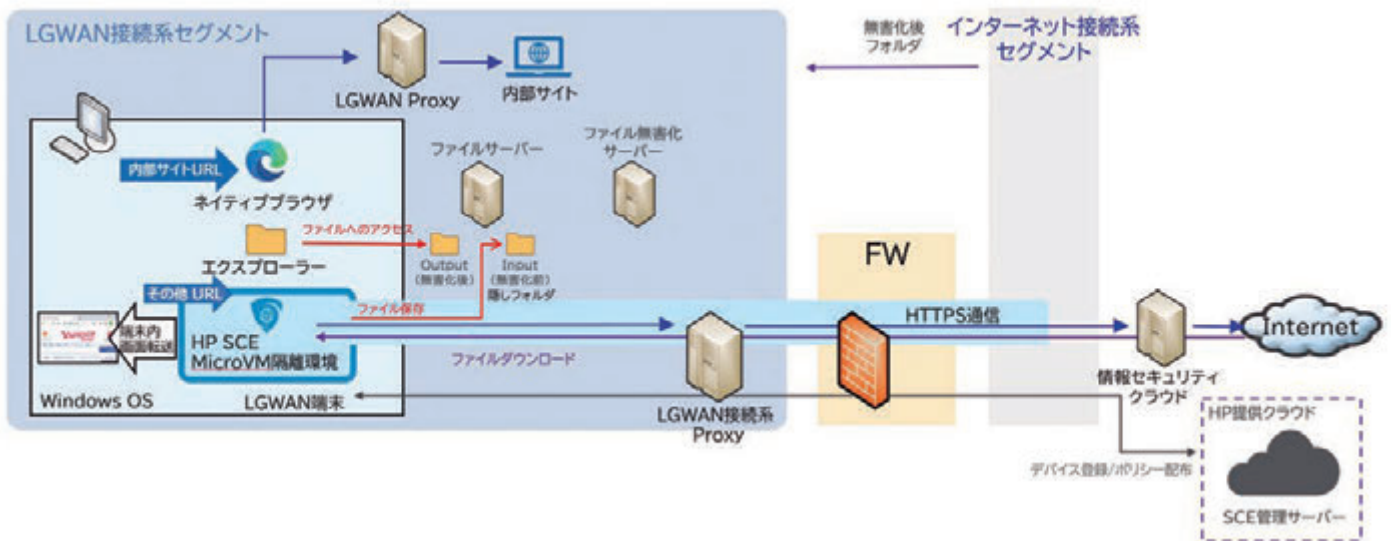 LGWAN接続系セグメント
無害化後
フォルダ
インターネット接続系
セグメント
LGWAN Proxy
内部サイト
内部サイトURL
ネイティブブラウザ
ファイルサーバー
ファイル無害化
サーバー
ファイルへのアクセス
エクスプローラー
Output
(無害化後)
Input
(無害化前)
隠しフォルダ
FW
その他 URL
ファイル保存
HTTPS通信
Internet
端末内
画面転送
HP SCE
MicroVM隔離環境
ファイルダウンロード
Windows OS
LGWAN端末
LGWAN接続系
Proxy
情報セキュリティ
クラウド
HP提供クラウド
デバイス登録/ポリシー配布
SCE管理サーバー